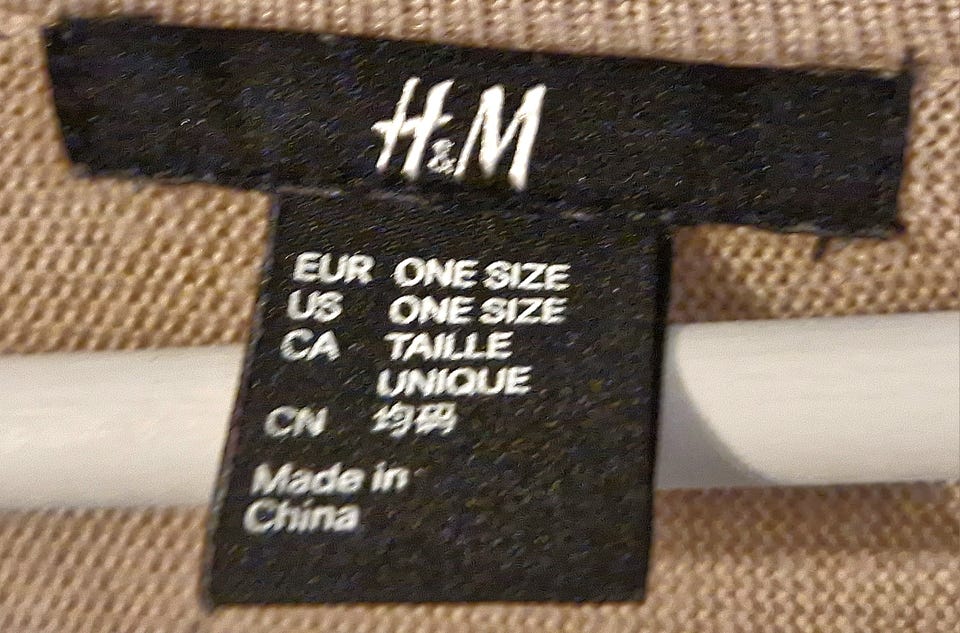 H&M
EUR ONE SIZE
US ONE SIZE
CA TAILLE
UNIQUE
CN 均码
Made in
China